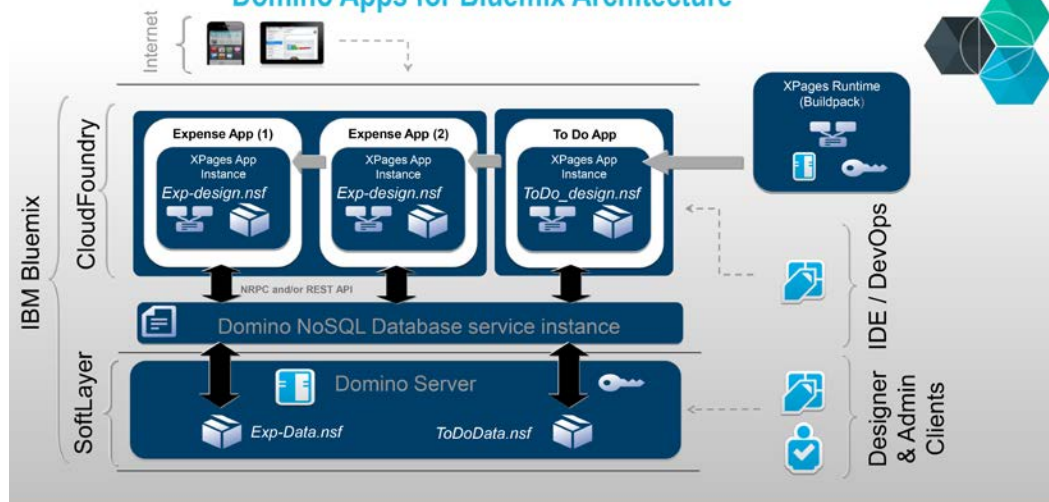 Domino Apps for Bluemix Architecture
Internet
XPages Runtime
(Buildpack)
IBM Bluemix
CloudFoundry
Expense App (1)
XPages App
Instance
Exp-design.nsf
Expense App (2)
XPages App
Instance
Exp-design.nsf
To Do App
XPages App
Instance
ToDo_design.nsf
NRPC and/or REST API
Domino NoSQL Database service instance
IDE / DevOps
SoftLayer
Domino Server
Exp-Data.nsf
ToDoData.nsf
Designer
& Admin
Clients